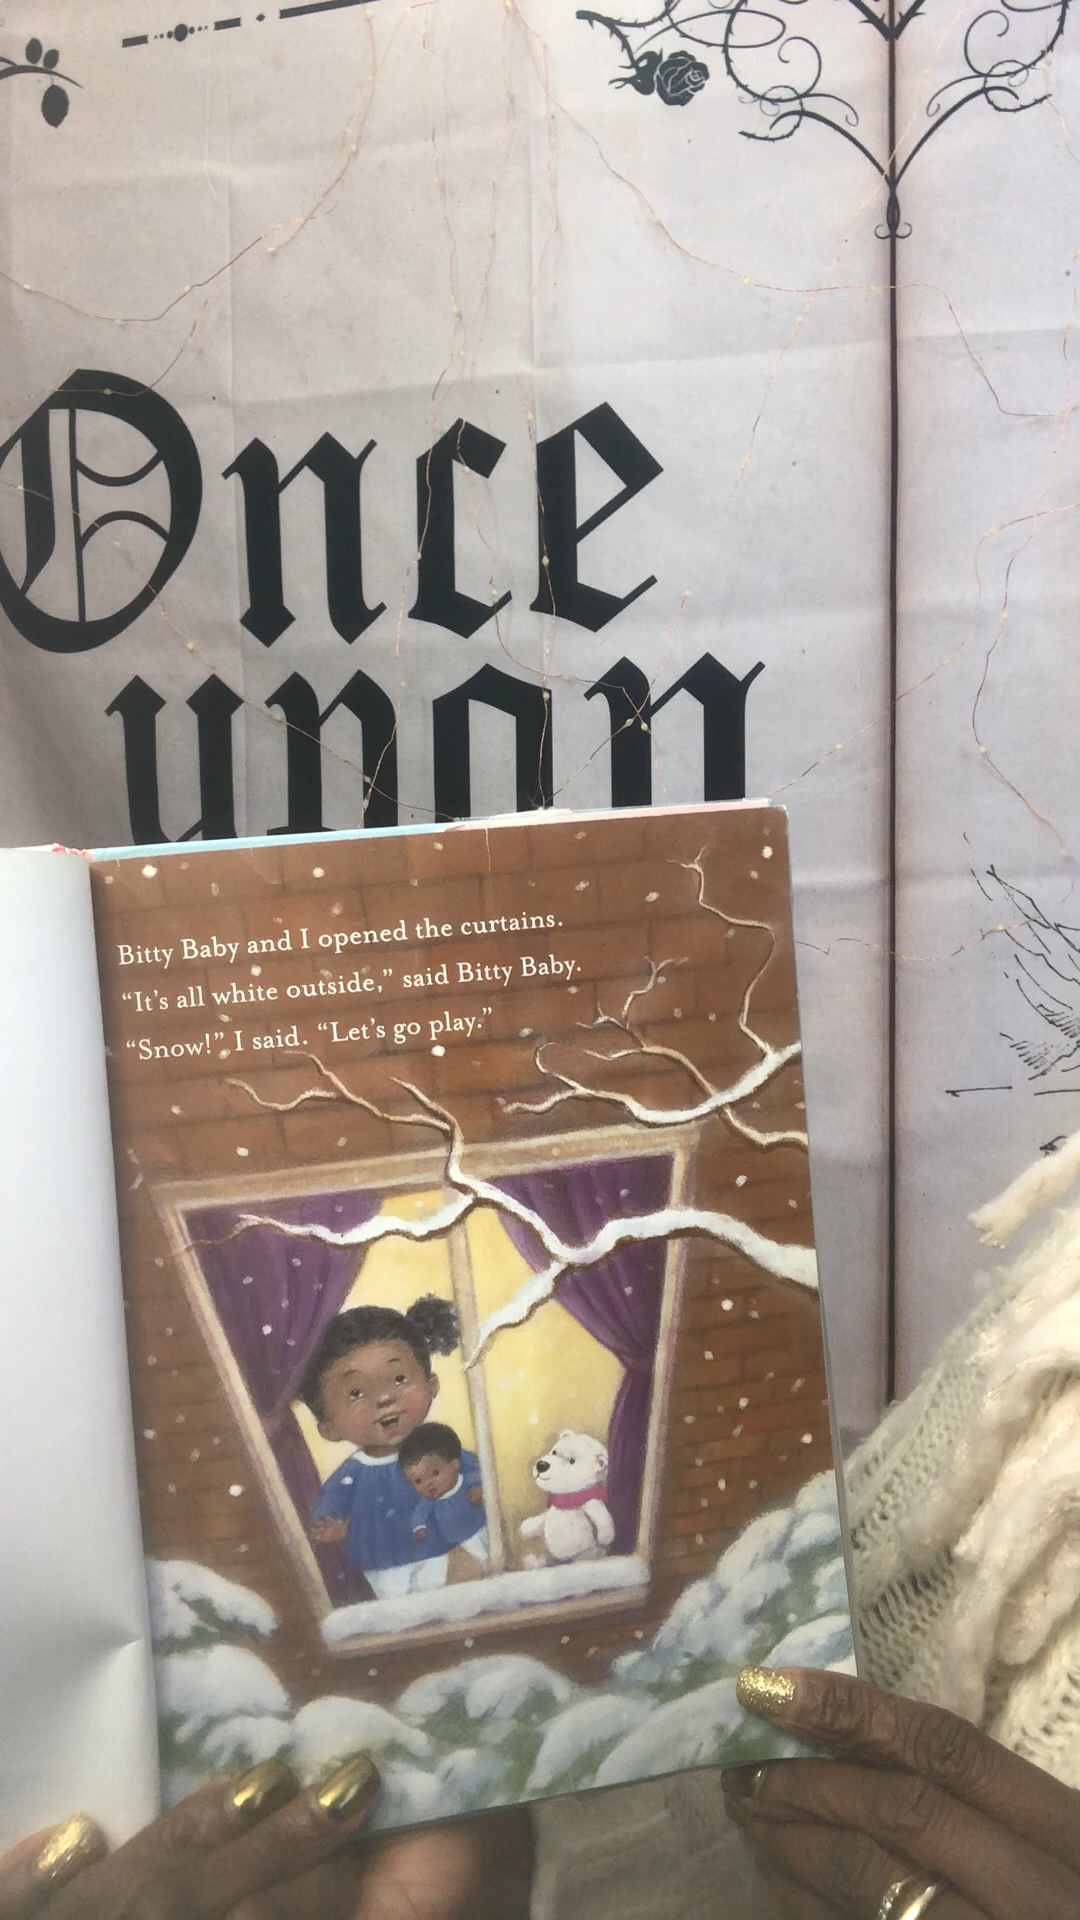 Once
upon
Bitty Baby and I opened the curtains.
“It’s all white outside,” said Bitty Baby.
“Snow!” I said. “Let’s go play.”